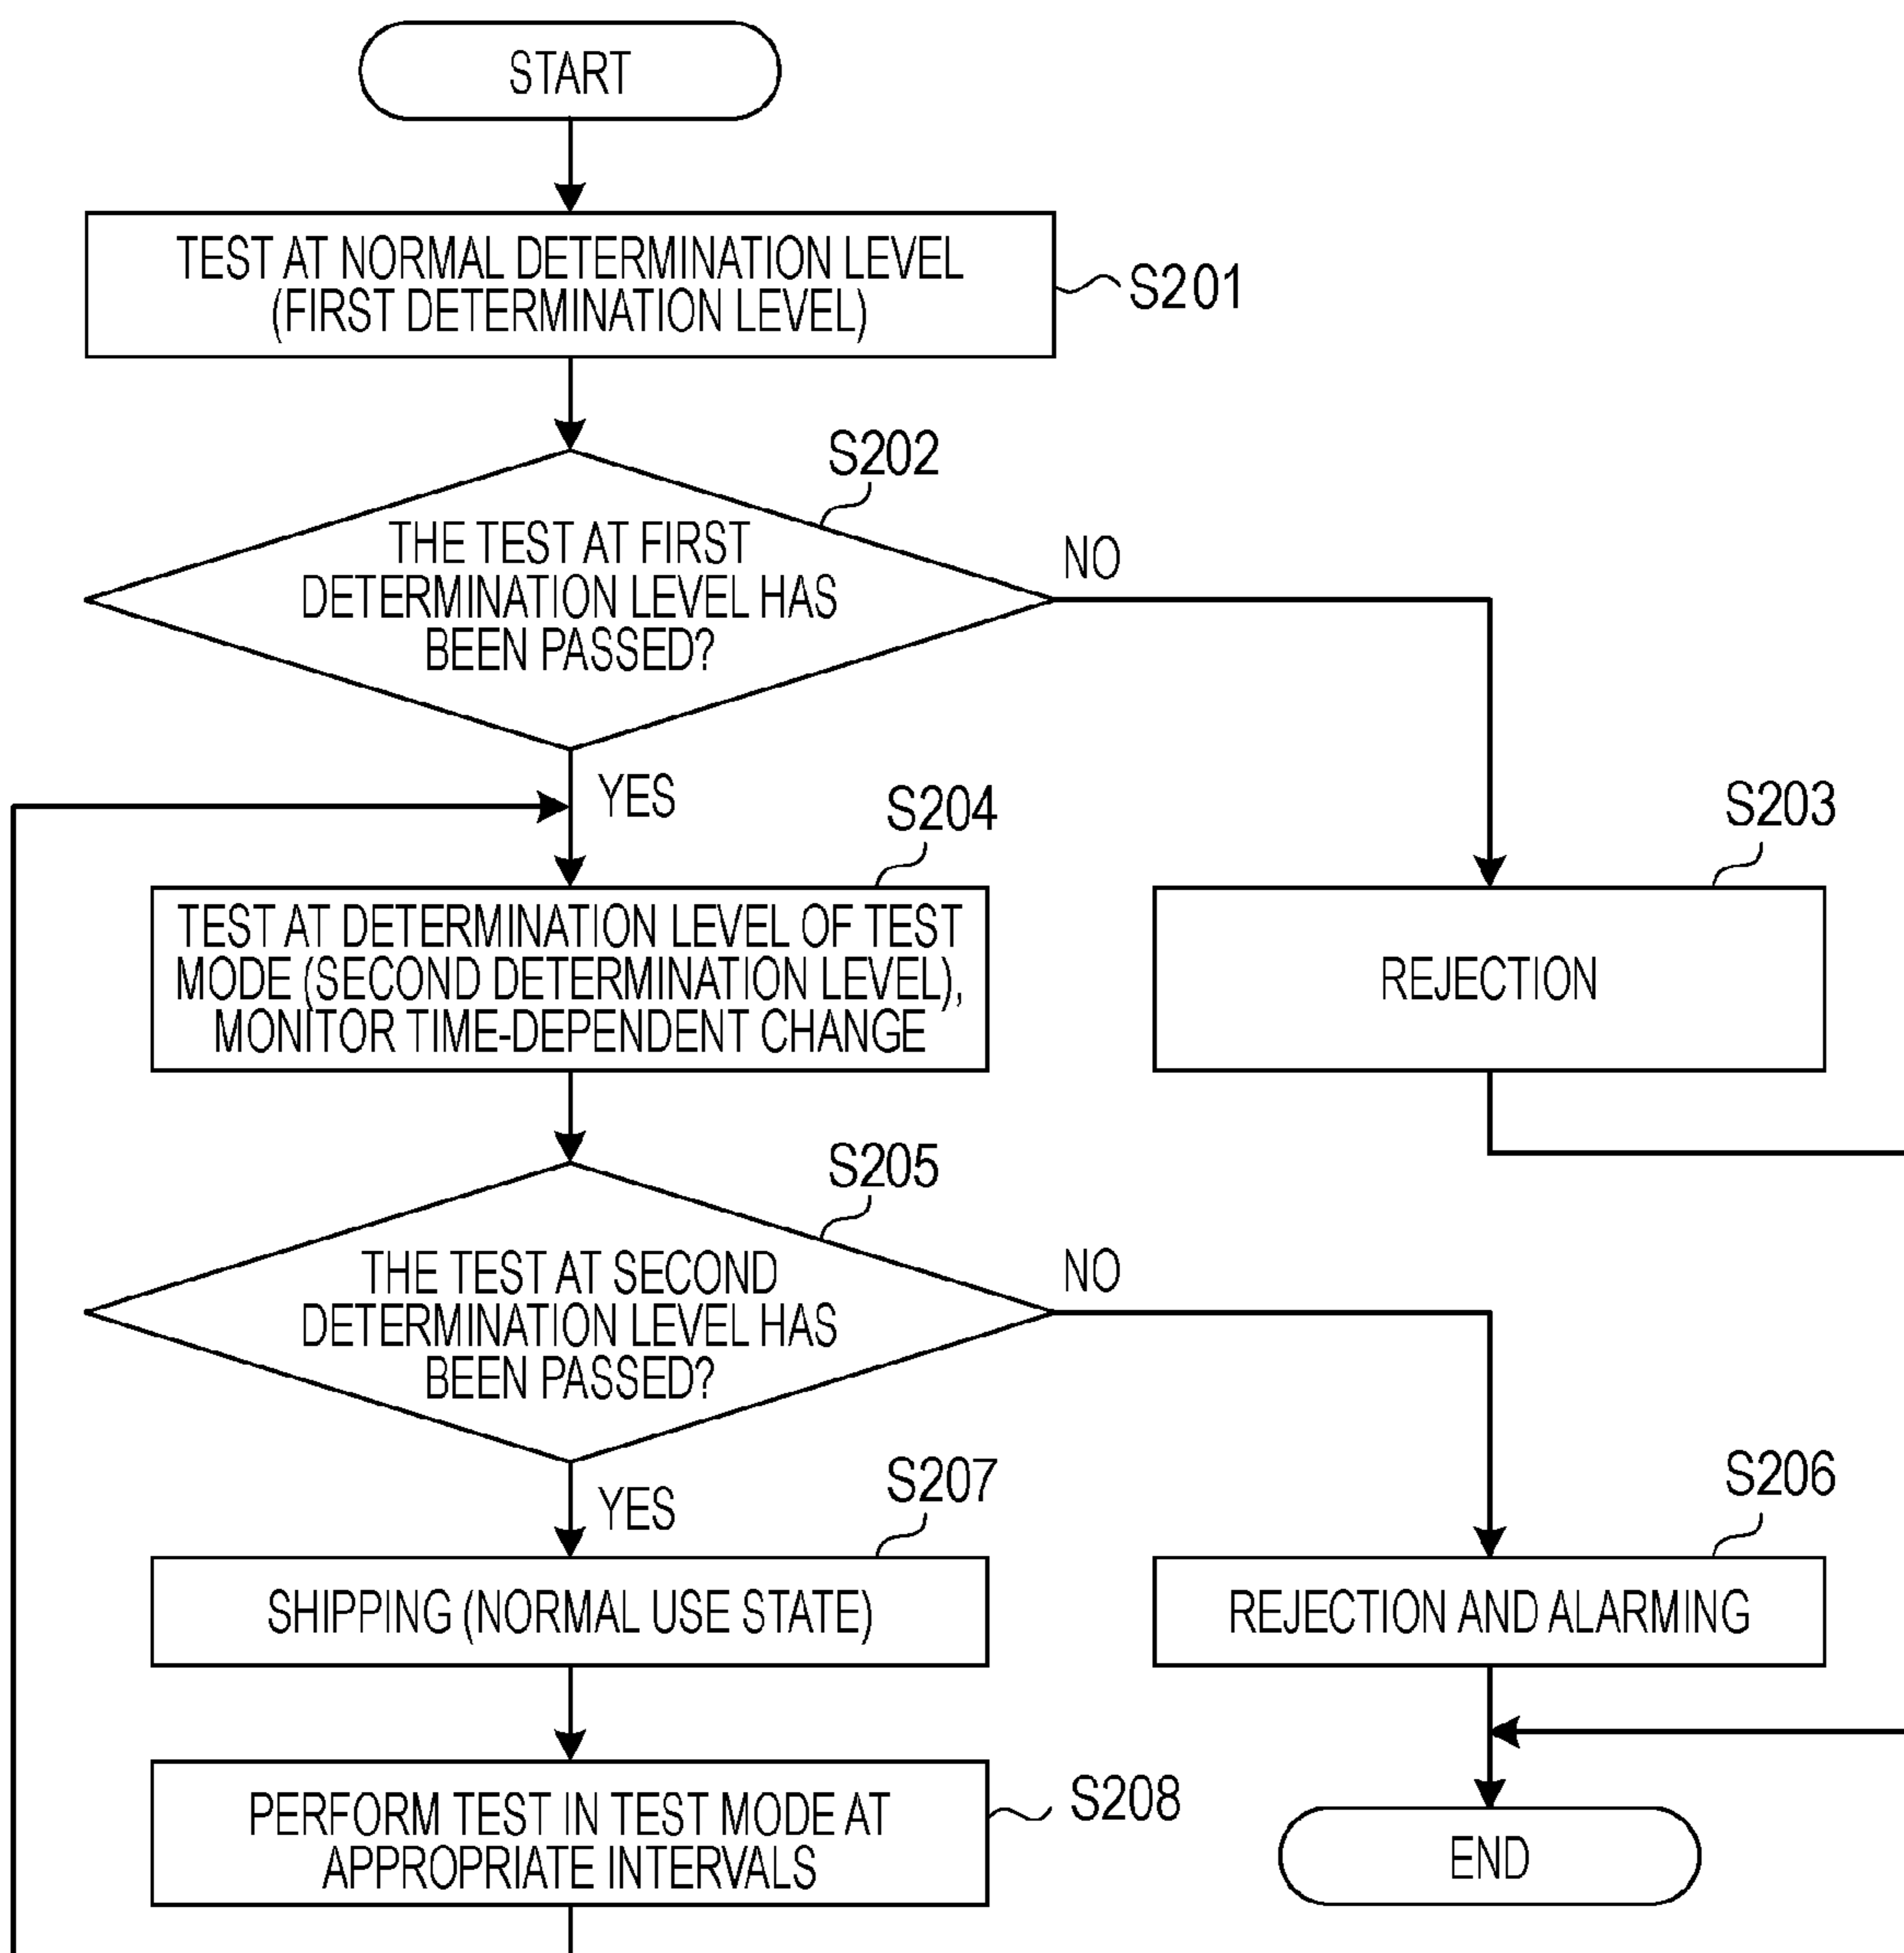 START
TEST AT NORMAL DETERMINATION LEVEL
(FIRST DETERMINATION LEVEL)
S201
S202
THE TEST AT FIRST
DETERMINATION LEVEL HAS
BEEN PASSED?
NO
YES
S203
REJECTION
S204
TEST AT DETERMINATION LEVEL OF TEST
MODE (SECOND DETERMINATION LEVEL),
MONITOR TIME-DEPENDENT CHANGE
S205
THE TEST AT SECOND
DETERMINATION LEVEL HAS
BEEN PASSED?
NO
YES
S206
REJECTION AND ALARMING
S207
SHIPPING (NORMAL USE STATE)
S208
PERFORM TEST IN TEST MODE AT
APPROPRIATE INTERVALS
END